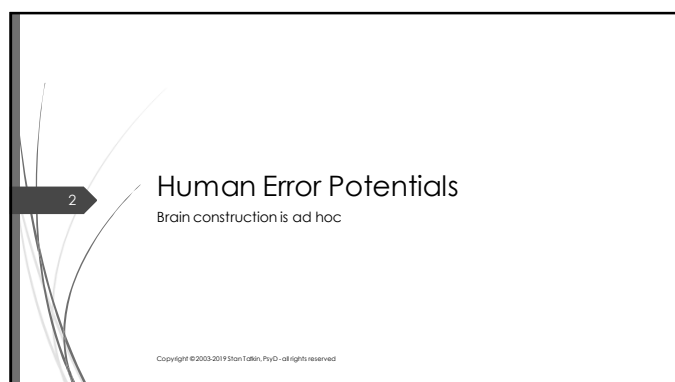 2
Human Error Potentials
Brain construction is ad hoc
Copyright ©2003-2019 Stan Tatkin, PsyD - all rights reserved